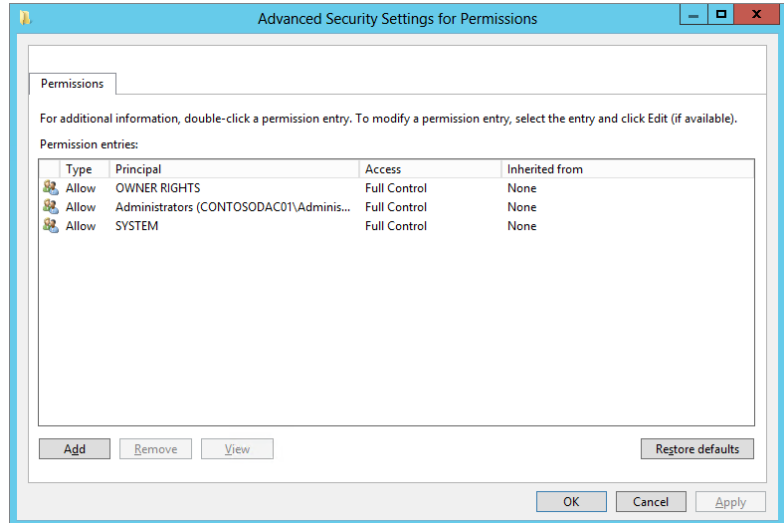 Advanced Security Settings for Permissions
Permissions
For additional information, double-click a permission entry. To modify a permission entry, select the entry and click Edit (if available).
Permission entries:
Type Principal Access Inherited from
Allow OWNER RIGHTS Full Control None
Allow Administrators (CONTOSODAC01\Adminis... Full Control None
Allow SYSTEM Full Control None
Add Remove View Restore defaults
OK Cancel Apply